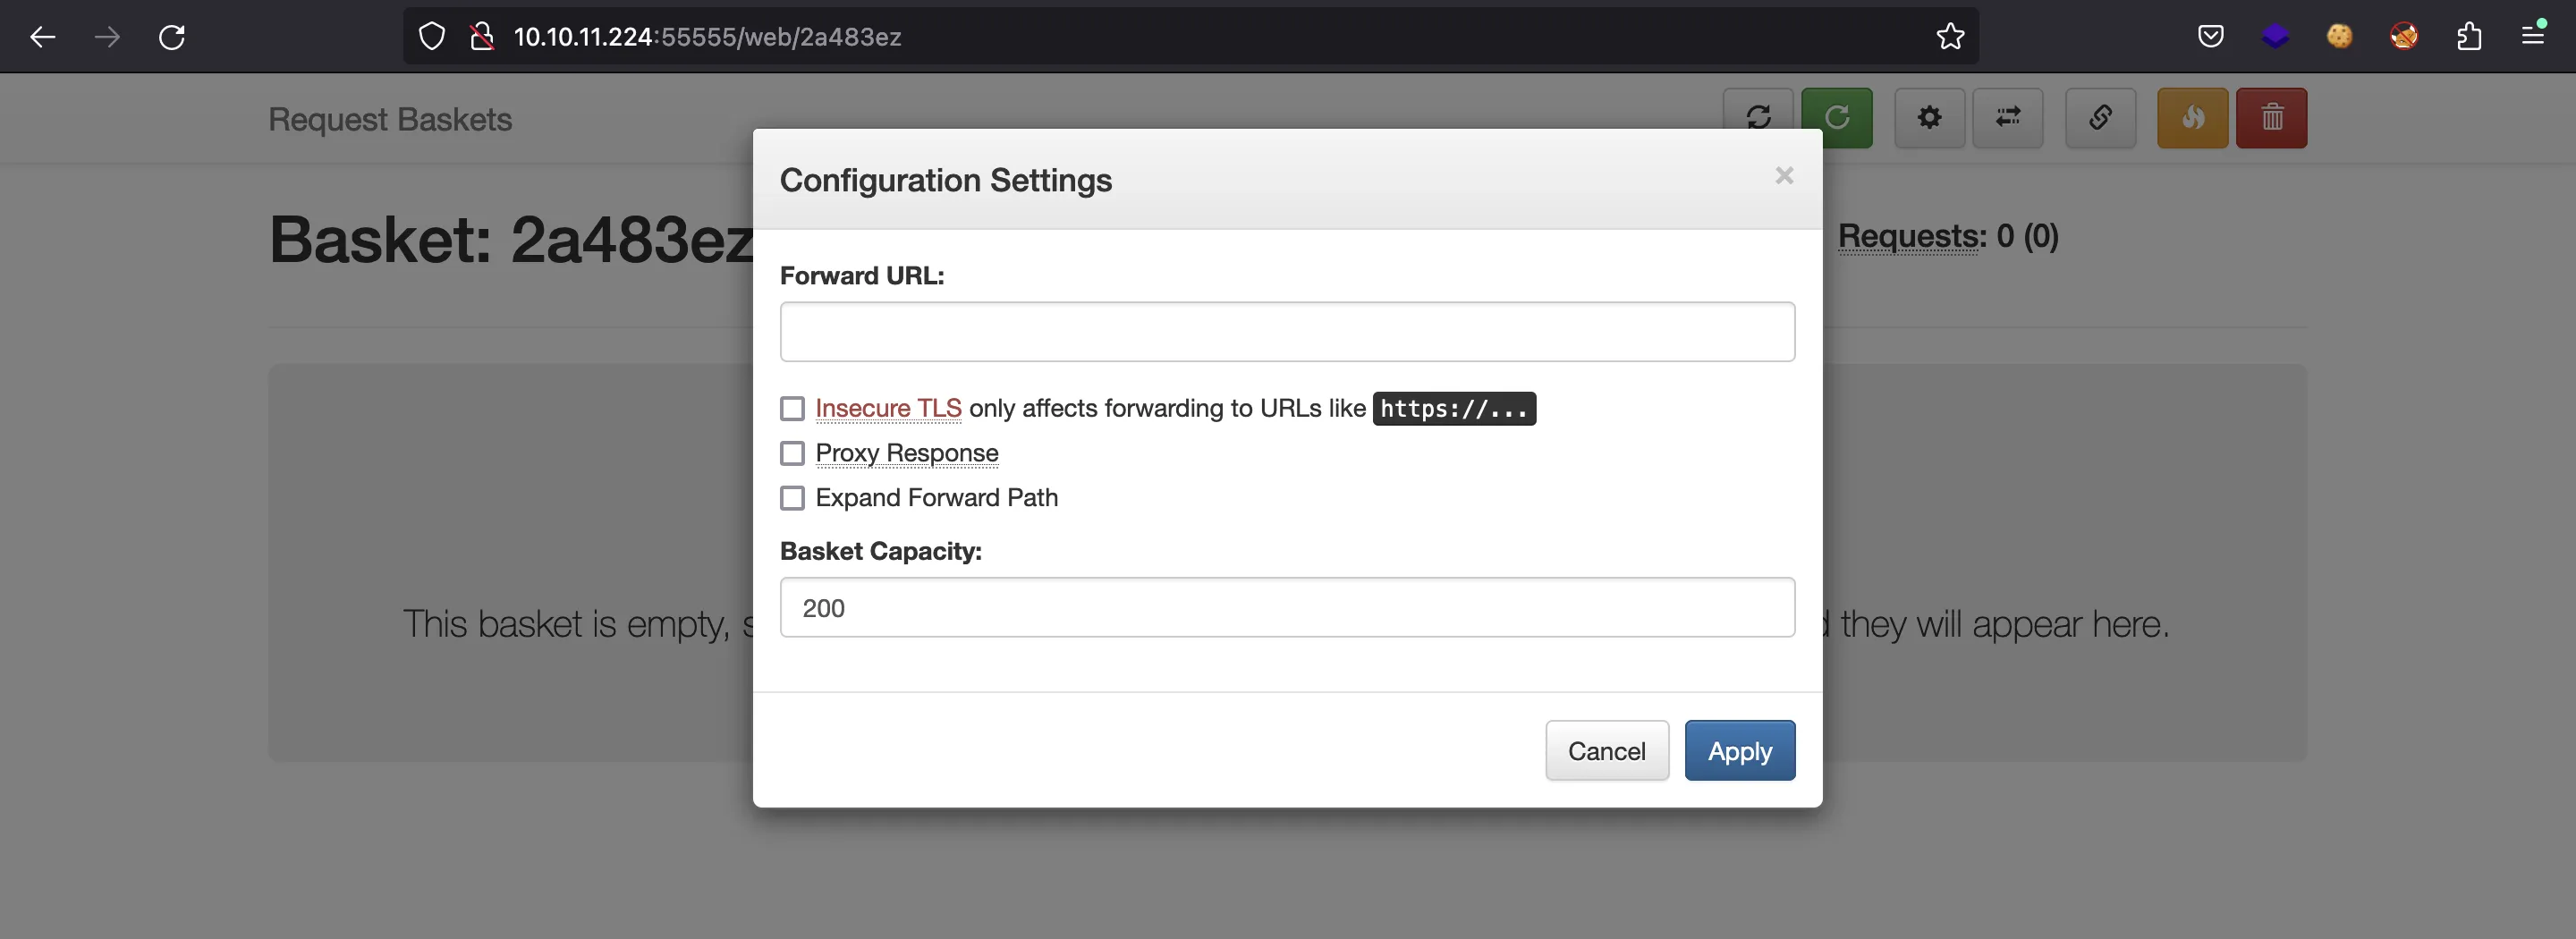 10.10.11.224:55555/web/2a483ez
Request Baskets
Configuration Settings
×
Basket: 2a483ez
Requests: 0 (0)
Forward URL:
Insecure TLS only affects forwarding to URLs like https://...
Proxy Response
Expand Forward Path
Basket Capacity:
200
This basket is empty, s
d they will appear here.
Cancel
Apply